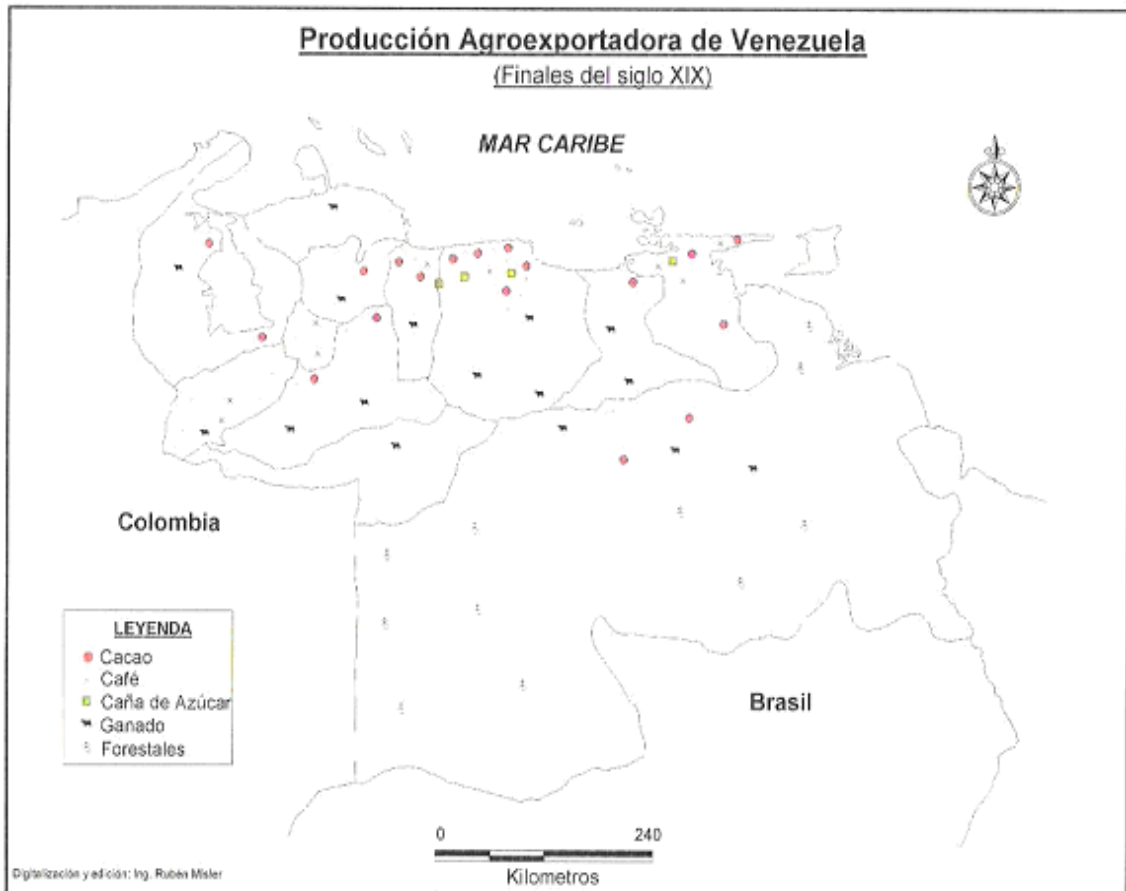 Producción Agroexportadora de Venezuela
(Finales del siglo XIX)
MAR CARIBE
Colombia
Brasil
LEYENDA
Cacao
Café
Caña de Azúcar
Ganado
Forestales
0 240
Kilometros
Digitalización y edición: Ing. Rubén Misler